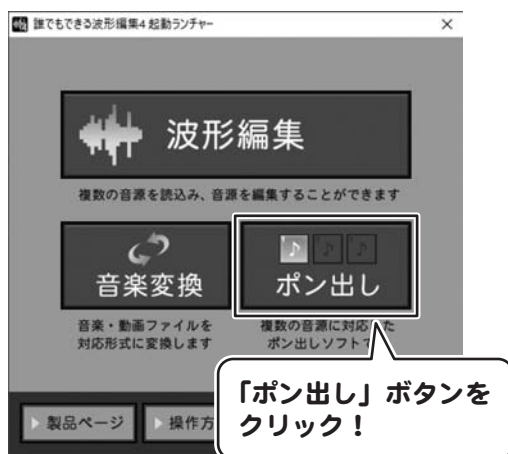 誰でもできる波形編集4 起動ランチャー
波形編集
複数の音源を読込み、音源を編集することができます
音楽変換
ポン出し
音楽・動画ファイルを
対応形式に変換します
複数の音源に対応した
ポン出しソフトで
製品ページ
操作方
「ポン出し」ボタンを
クリック！